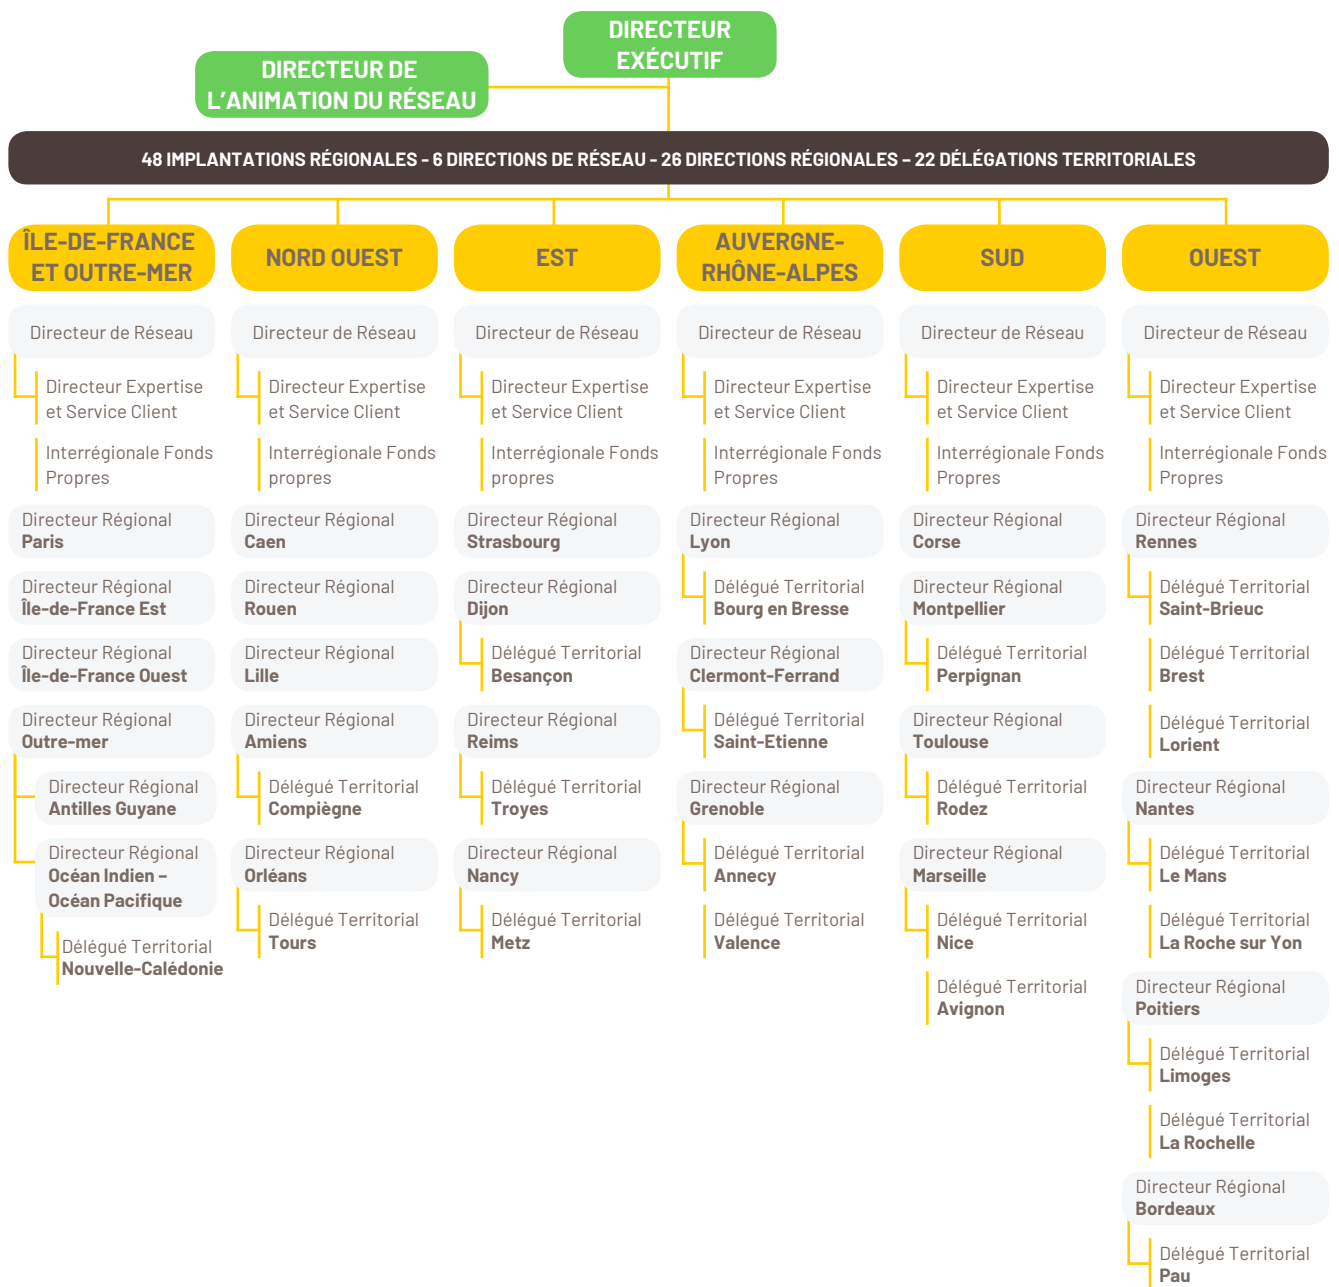 DIRECTEUR
EXÉCUTIF
DIRECTEUR DE
L'ANIMATION DU RÉSEAU
48 IMPLANTATIONS RÉGIONALES - 6 DIRECTIONS DE RÉSEAU - 26 DIRECTIONS RÉGIONALES – 22 DÉLÉGATIONS TERRITORIALES
ÎLE-DE-FRANCE
ET OUTRE-MER
Directeur de Réseau
Directeur Expertise
et Service Client
Interrégionale Fonds
Propres
Directeur Régional
Paris
Directeur Régional
Île-de-France Est
Directeur Régional
Île-de-France Ouest
Directeur Régional
Outre-mer
Directeur Régional
Antilles Guyane
Directeur Régional
Océan Indien –
Océan Pacifique
Délégué Territorial
Nouvelle-Calédonie
NORD OUEST
Directeur de Réseau
Directeur Expertise
et Service Client
Interrégionale Fonds
propres
Directeur Régional
Caen
Directeur Régional
Rouen
Directeur Régional
Lille
Directeur Régional
Amiens
Délégué Territorial
Compiègne
Directeur Régional
Orléans
Délégué Territorial
Tours
EST
Directeur de Réseau
Directeur Expertise
et Service Client
Interrégionale Fonds
propres
Directeur Régional
Strasbourg
Directeur Régional
Dijon
Délégué Territorial
Besançon
Directeur Régional
Reims
Délégué Territorial
Troyes
Directeur Régional
Nancy
Délégué Territorial
Metz
AUVERGNE-
RHÔNE-ALPES
Directeur de Réseau
Directeur Expertise
et Service Client
Interrégionale Fonds
Propres
Directeur Régional
Lyon
Délégué Territorial
Bourg en Bresse
Directeur Régional
Clermont-Ferrand
Délégué Territorial
Saint-Etienne
Directeur Régional
Grenoble
Délégué Territorial
Annecy
Délégué Territorial
Valence
SUD
Directeur de Réseau
Directeur Expertise
et Service Client
Interrégionale Fonds
Propres
Directeur Régional
Corse
Directeur Régional
Montpellier
Délégué Territorial
Perpignan
Directeur Régional
Toulouse
Délégué Territorial
Rodez
Directeur Régional
Marseille
Délégué Territorial
Nice
Délégué Territorial
Avignon
OUEST
Directeur de Réseau
Directeur Expertise
et Service Client
Interrégionale Fonds
Propres
Directeur Régional
Rennes
Délégué Territorial
Saint-Brieuc
Délégué Territorial
Brest
Délégué Territorial
Lorient
Directeur Régional
Nantes
Délégué Territorial
Le Mans
Délégué Territorial
La Roche sur Yon
Directeur Régional
Poitiers
Délégué Territorial
Limoges
Délégué Territorial
La Rochelle
Directeur Régional
Bordeaux
Délégué Territorial
Pau